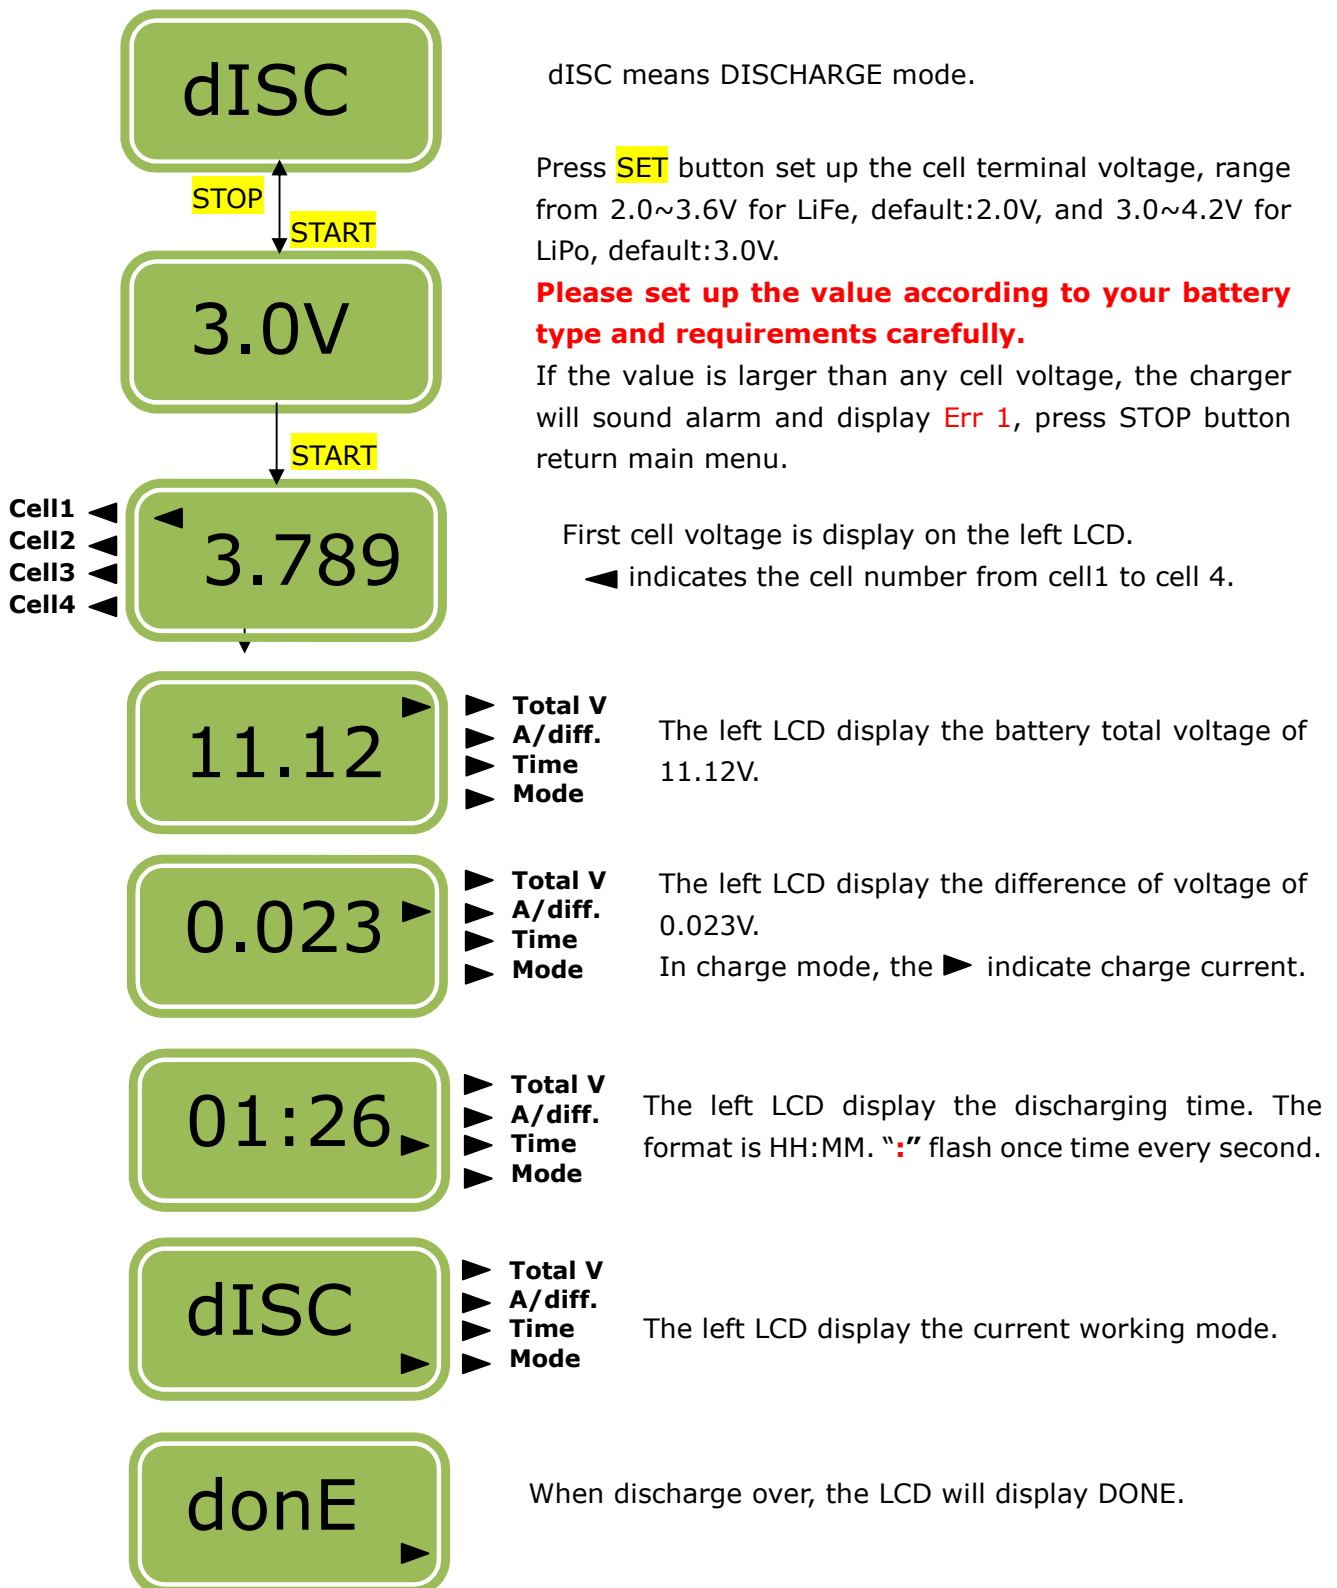 dISC
dISC means DISCHARGE mode.
STOP
START
Press SET button set up the cell terminal voltage, range
from 2.0~3.6V for LiFe, default:2.0V, and 3.0~4.2V for
LiPo, default:3.0V.
3.0V
Please set up the value according to your battery
type and requirements carefully.
If the value is larger than any cell voltage, the charger
will sound alarm and display Err 1, press STOP button
return main menu.
START
Cell1
Cell2
Cell3
Cell4
3.789
First cell voltage is display on the left LCD.
indicates the cell number from cell1 to cell 4.
11.12
Total V
A/diff.
Time
Mode
The left LCD display the battery total voltage of
11.12V.
0.023
Total V
A/diff.
Time
Mode
The left LCD display the difference of voltage of
0.023V.
In charge mode, the ► indicate charge current.
01:26
Total V
A/diff.
Time
Mode
The left LCD display the discharging time. The
format is HH:MM. “:” flash once time every second.
dISC
Total V
A/diff.
Time
Mode
The left LCD display the current working mode.
donE
When discharge over, the LCD will display DONE.